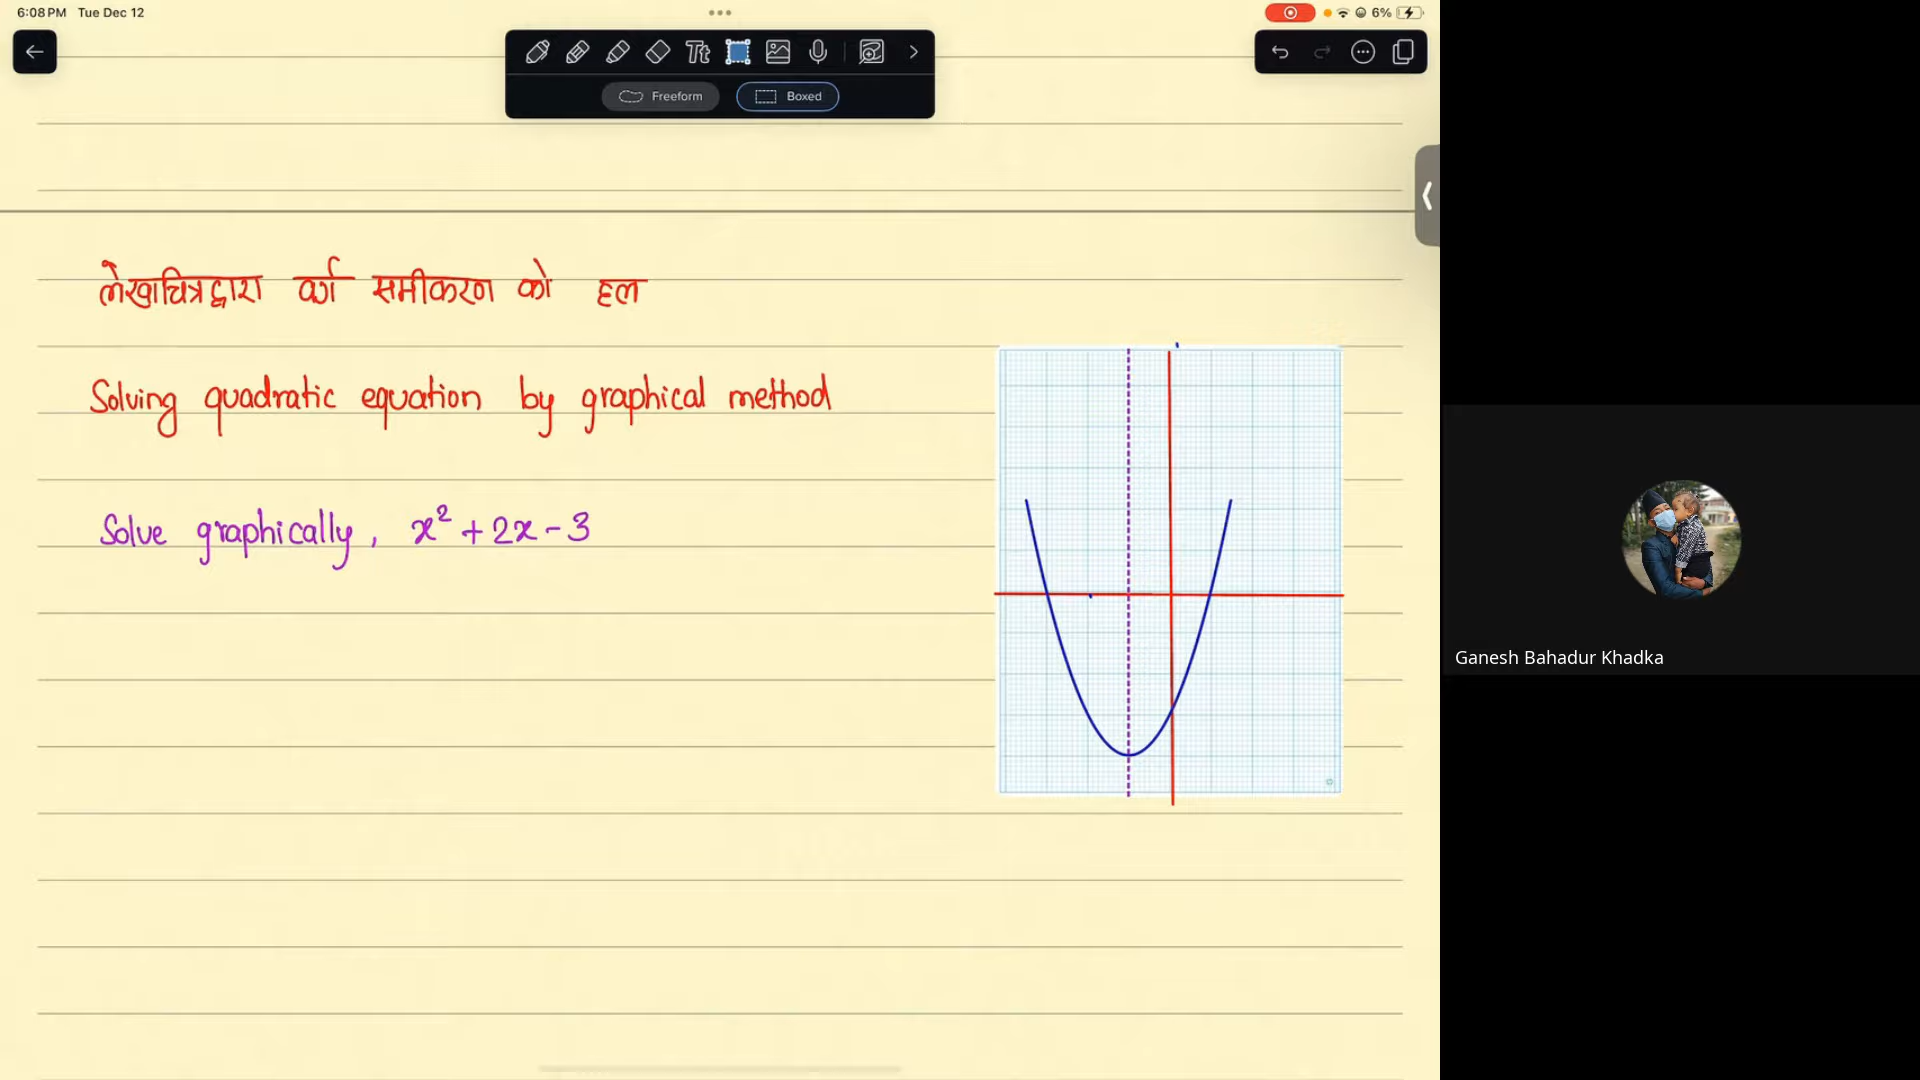 6:08 PM Tue Dec 12
6%
Tt
Freeform
Boxed
लेखाचित्रद्वारा वर्ग समीकरण को हल
Solving quadratic equation by graphical method
Solve graphically, x² + 2x - 3
Ganesh Bahadur Khadka